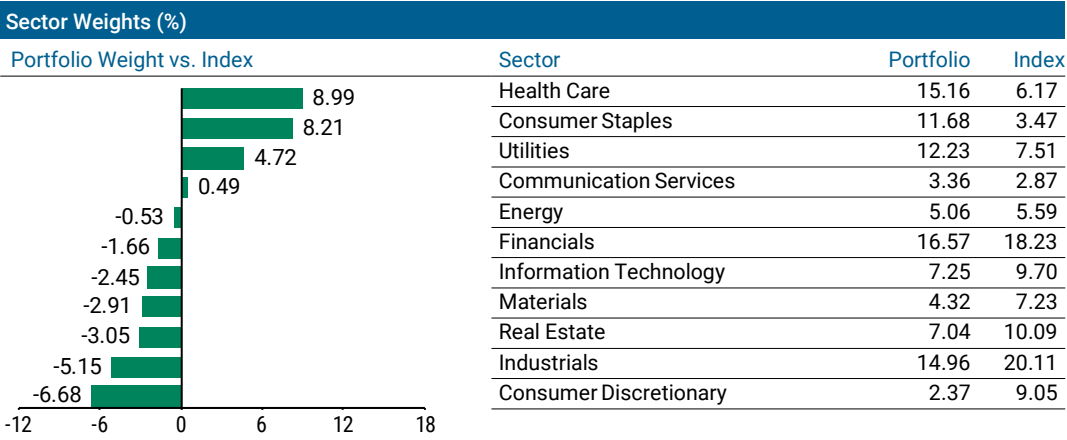 Sector Weights (%)
Portfolio Weight vs. Index
8.99
8.21
4.72
0.49
-0.53
-1.66
-2.45
-2.91
-3.05
-5.15
-6.68
-12 -6 0 6 12 18
Sector Portfolio Index
Health Care 15.16 6.17
Consumer Staples 11.68 3.47
Utilities 12.23 7.51
Communication Services 3.36 2.87
Energy 5.06 5.59
Financials 16.57 18.23
Information Technology 7.25 9.70
Materials 4.32 7.23
Real Estate 7.04 10.09
Industrials 14.96 20.11
Consumer Discretionary 2.37 9.05